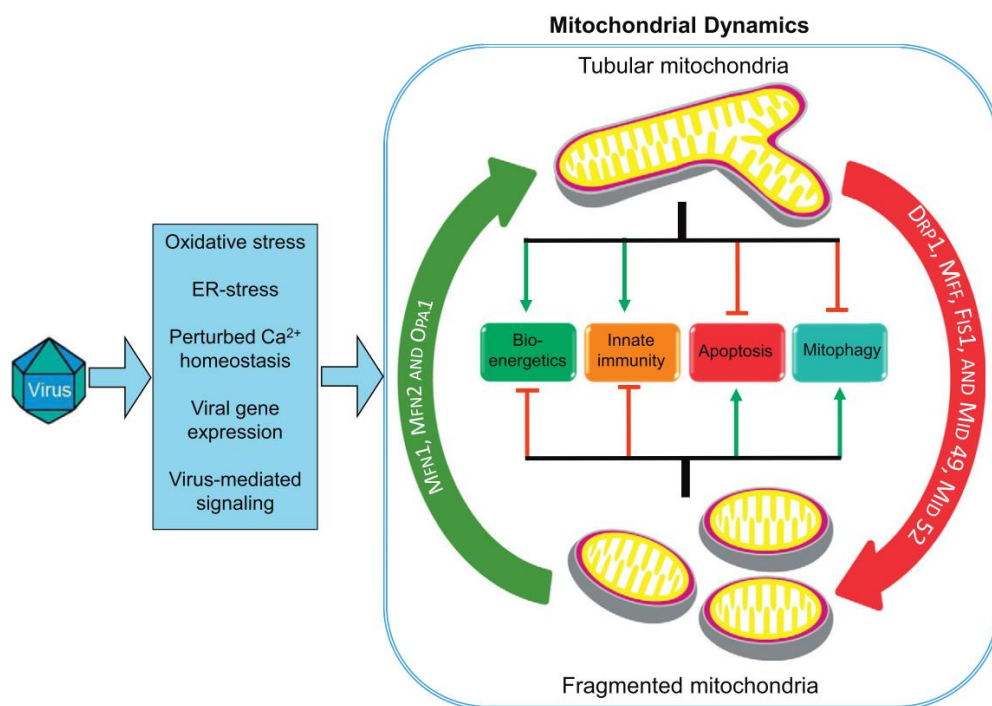 Mitochondrial Dynamics
Tubular mitochondria
Oxidative stress
ER-stress
Perturbed Ca²⁺
homeostasis
Viral gene
expression
Virus-mediated
signaling
Virus
MFN1, MFN2 AND OPA1
Bio-
energetics
Innate
immunity
Apoptosis
Mitophagy
DRP1, MFF, FIS1, AND MID 49, MID 52
Fragmented mitochondria